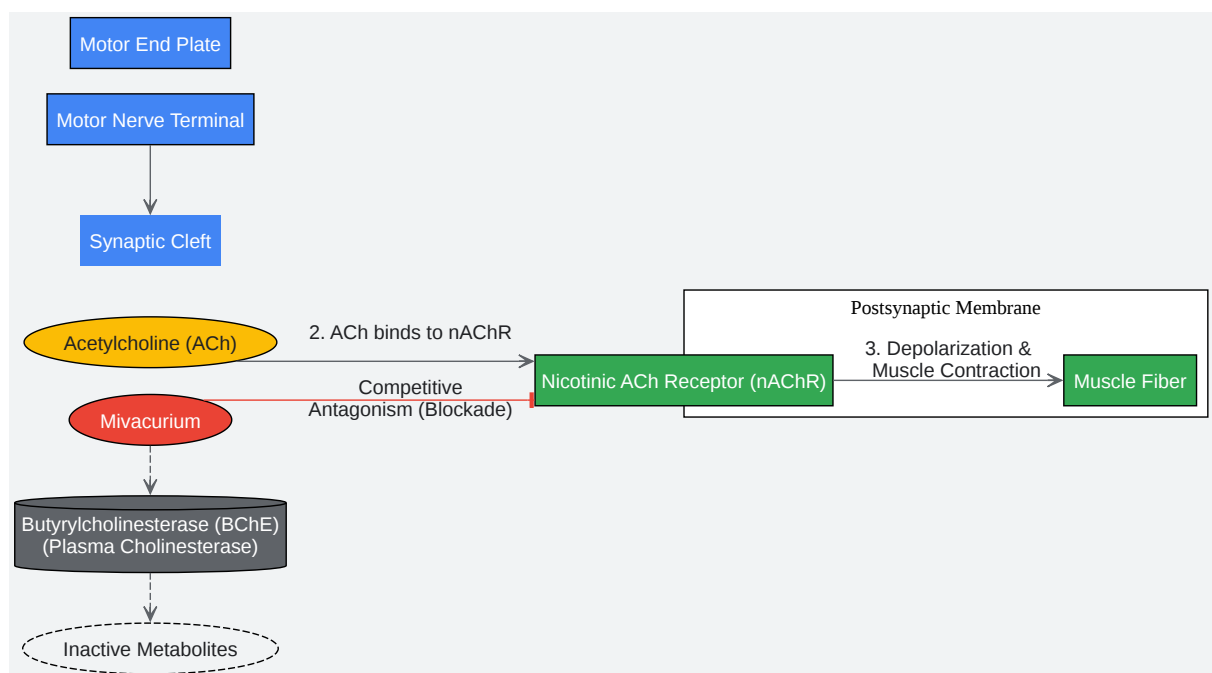 Motor End Plate
Motor Nerve Terminal
Synaptic Cleft
Postsynaptic Membrane
Acetylcholine (ACh)
2. ACh binds to nAChR
Nicotinic ACh Receptor (nAChR)
3. Depolarization &
Muscle Contraction
Muscle Fiber
Competitive
Antagonism (Blockade)
Mivacurium
Butyrylcholinesterase (BChE)
(Plasma Cholinesterase)
Inactive Metabolites